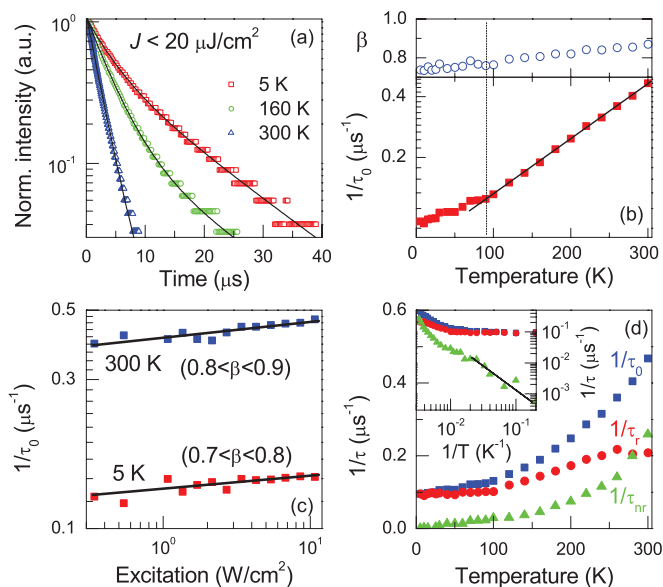 J < 20 μJ/cm² (a)
5 K
160 K
300 K
Norm. intensity (a.u.)
10⁰
10⁻¹
0 10 20 30 40
Time (μs)
β
1.0
0.8
1/τ₀ (μs⁻¹)
0.2
(b)
0 100 200 300
Temperature (K)
1/τ₀ (μs⁻¹)
0.5
0.4
0.1
300 K (0.8<β<0.9)
(0.7<β<0.8)
5 K
(c)
10⁰ 10¹
Excitation (W/cm²)
1/τ (μs⁻¹)
0.6
0.4
0.2
0.0
(d)
10⁻¹
10⁻²
10⁻³
1/τ (μs⁻¹)
10⁻² 10⁻¹
1/T (K⁻¹)
1/τ₀
1/τᵣ
1/τₙᵣ
0 100 200 300
Temperature (K)